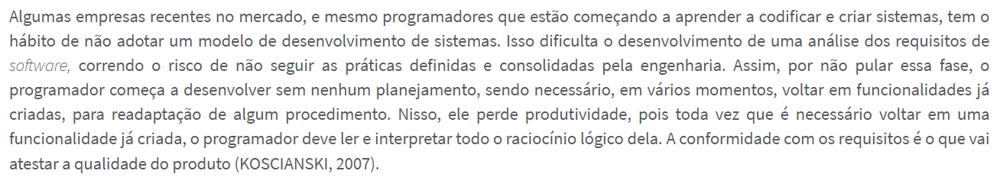 Algumas empresas recentes no mercado, e mesmo programadores que estão começando a aprender a codificar e criar sistemas, tem o
hábito de não adotar um modelo de desenvolvimento de sistemas. Isso dificulta o desenvolvimento de uma análise dos requisitos de
software, correndo o risco de não seguir as práticas definidas e consolidadas pela engenharia. Assim, por não pular essa fase, o
programador começa a desenvolver sem nenhum planejamento, sendo necessário, em vários momentos, voltar em funcionalidades já
criadas, para readaptação de algum procedimento. Nisso, ele perde produtividade, pois toda vez que é necessário voltar em uma
funcionalidade já criada, o programador deve ler e interpretar todo o raciocínio lógico dela. A conformidade com os requisitos é o que vai
atestar a qualidade do produto (KOSCIANSKI, 2007).